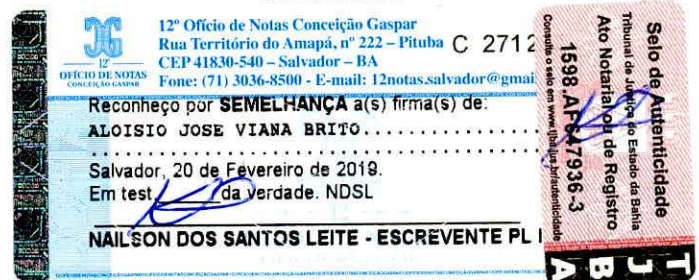 12º Ofício de Notas Conceição Gaspar
Rua Território do Amapá, nº 222 – Pituba
CEP 41830-540 – Salvador – BA
Fone: (71) 3036-8500 - E-mail: 12notas.salvador@gmai
C 2712
12º
OFÍCIO DE NOTAS
CONCEIÇÃO GASPAR
Reconheço por SEMELHANÇA a(s) firma(s) de:
ALOISIO JOSE VIANA BRITO
Salvador, 20 de Fevereiro de 2019.
Em test da verdade. NDSL
NAILSON DOS SANTOS LEITE - ESCREVENTE PL
Selo de Autenticidade
Tribunal de Justiça do Estado da Bahia
Ato Notarial ou de Registro
1598.AF647936-3
Consulte o selo em www.tjba.jus.br/autenticidade
TJBA